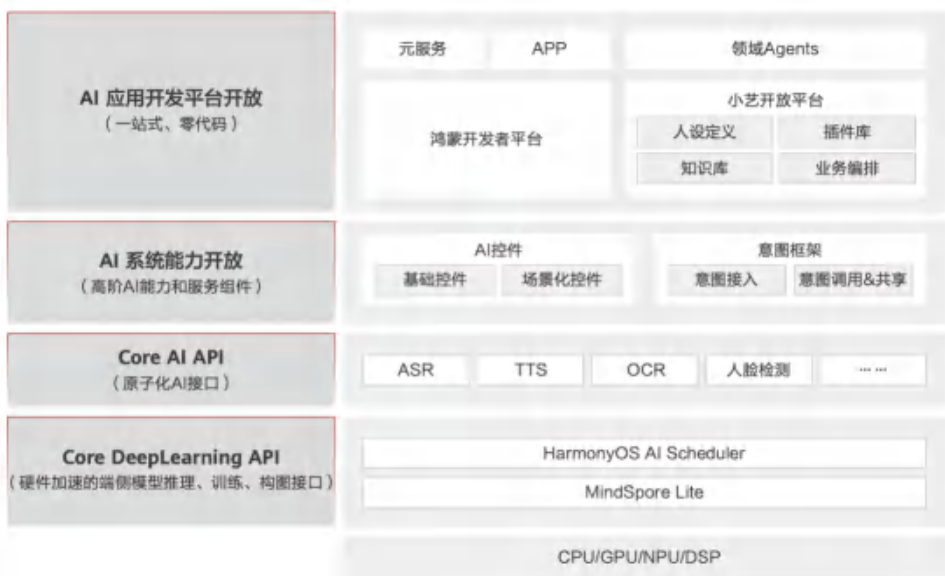 AI 应用开发平台开放
（一站式、零代码）
元服务
APP
领域Agents
鸿蒙开发者平台
小艺开放平台
人设定义
插件库
知识库
业务编排
AI 系统能力开放
（高阶AI能力和服务组件）
AI控件
基础控件
场景化控件
意图框架
意图接入
意图调用&共享
Core AI API
（原子化AI接口）
ASR
TTS
OCR
人脸检测
... ...
Core DeepLearning API
（硬件加速的端侧模型推理、训练、构图接口）
HarmonyOS AI Scheduler
MindSpore Lite
CPU/GPU/NPU/DSP